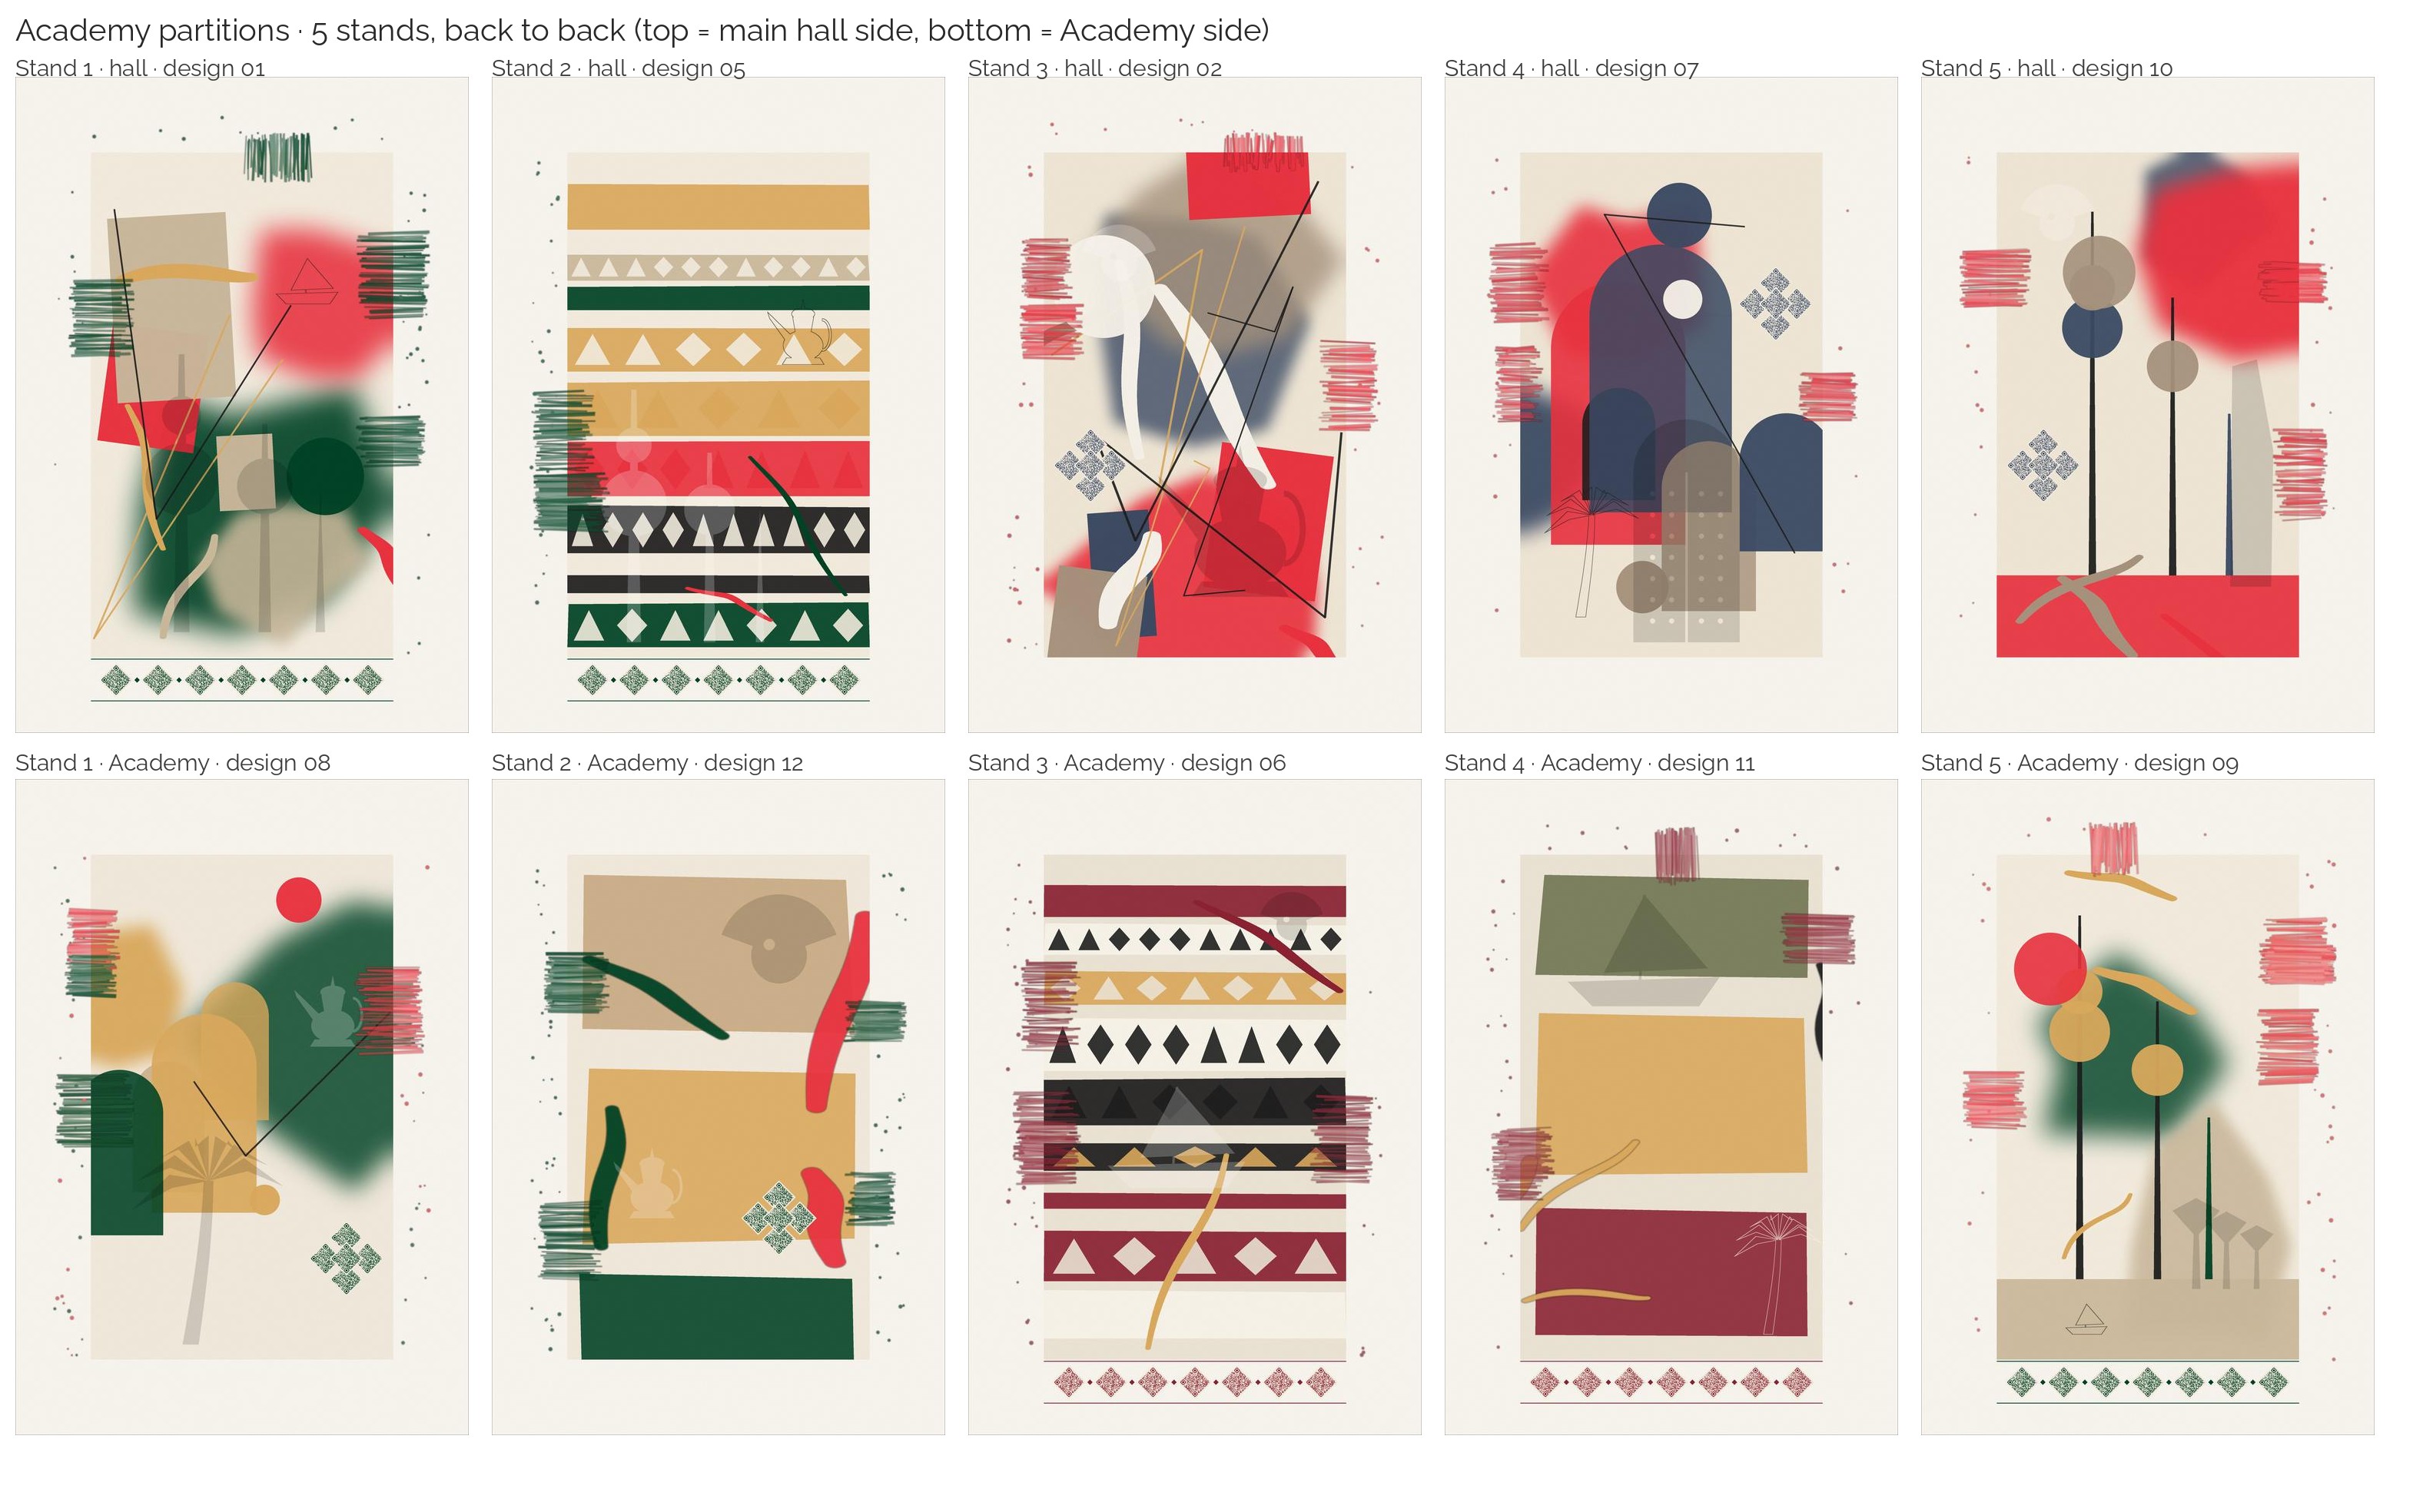 Academy partitions · 5 stands, back to back (top = main hall side, bottom = Academy side)
Stand 1 · hall · design 01
Stand 2 · hall · design 05
Stand 3 · hall · design 02
Stand 4 · hall · design 07
Stand 5 · hall · design 10
Stand 1 · Academy · design 08
Stand 2 · Academy · design 12
Stand 3 · Academy · design 06
Stand 4 · Academy · design 11
Stand 5 · Academy · design 09